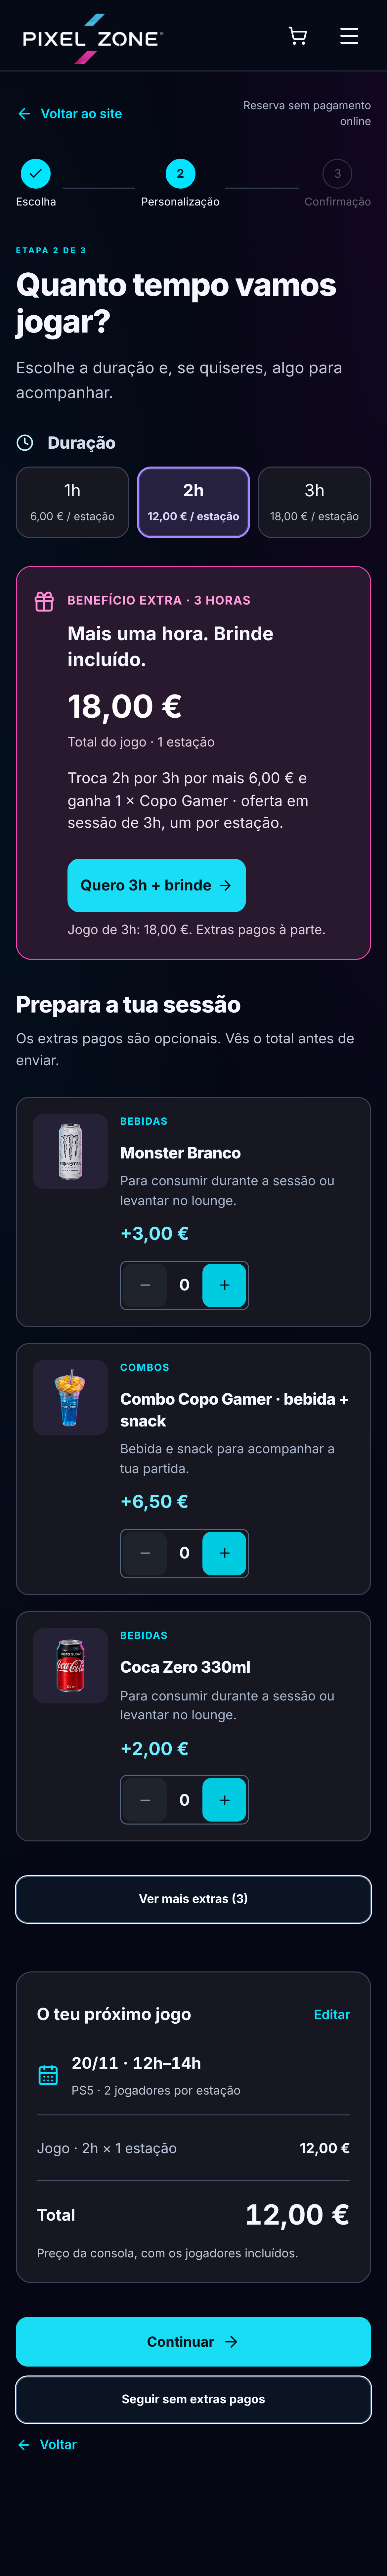 PIXEL ZONE
Voltar ao site
Reserva sem pagamento
online
2
3
Escolha
Personalização
Confirmação
ETAPA 2 DE 3
Quanto tempo vamos
jogar?
Escolhe a duração e, se quiseres, algo para
acompanhar.
Duração
1h
2h
3h
6,00 € / estação
12,00 € / estação
18,00 € / estação
BENEFÍCIO EXTRA · 3 HORAS
Mais uma hora. Brinde
incluído.
18,00 €
Total do jogo · 1 estação
Troca 2h por 3h por mais 6,00 € e
ganha 1 × Copo Gamer · oferta em
sessão de 3h, um por estação.
Quero 3h + brinde →
Jogo de 3h: 18,00 €. Extras pagos à parte.
Prepara a tua sessão
Os extras pagos são opcionais. Vês o total antes de
enviar.
BEBIDAS
MONSTER
Monster Branco
Para consumir durante a sessão ou
levantar no lounge.
+3,00 €
− 0 +
COMBOS
Combo Copo Gamer · bebida +
snack
Bebida e snack para acompanhar a
tua partida.
+6,50 €
− 0 +
BEBIDAS
Coca-Cola
Coca Zero 330ml
Para consumir durante a sessão ou
levantar no lounge.
+2,00 €
− 0 +
Ver mais extras (3)
O teu próximo jogo
Editar
20/11 · 12h–14h
PS5 · 2 jogadores por estação
Jogo · 2h × 1 estação
12,00 €
Total
12,00 €
Preço da consola, com os jogadores incluídos.
Continuar →
Seguir sem extras pagos
← Voltar